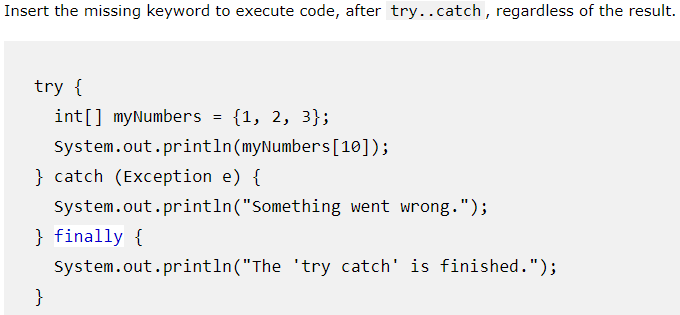 Insert the missing keyword to execute code, after try..catch, regardless of the result.
try {
  int[] myNumbers = {1, 2, 3};
  System.out.println(myNumbers[10]);
} catch (Exception e) {
  System.out.println("Something went wrong.");
} finally {
  System.out.println("The 'try catch' is finished.");
}